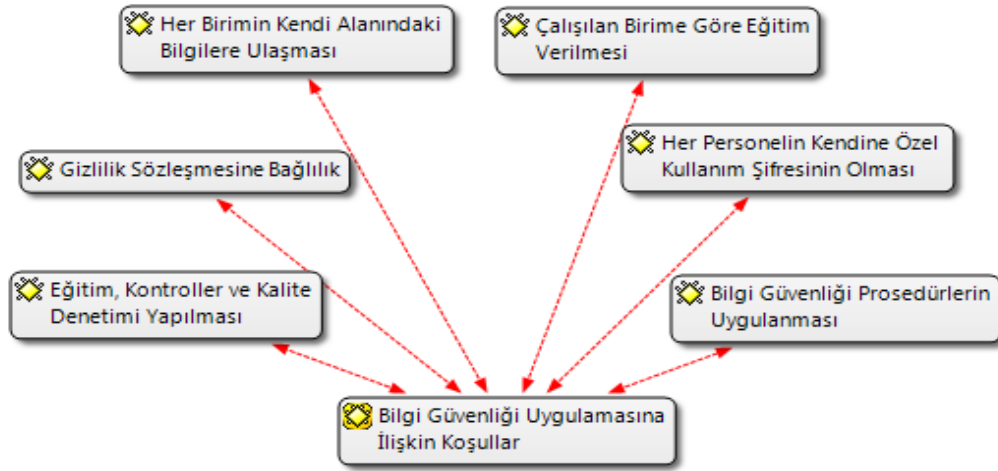 Her Birimin Kendi Alanındaki
Bilgilere Ulaşması
Çalışılan Birime Göre Eğitim
Verilmesi
Gizlilik Sözleşmesine Bağlılık
Her Personelin Kendine Özel
Kullanım Şifresinin Olması
Eğitim, Kontroller ve Kalite
Denetimi Yapılması
Bilgi Güvenliği Prosedürlerin
Uygulanması
Bilgi Güvenliği Uygulamasına
İlişkin Koşullar